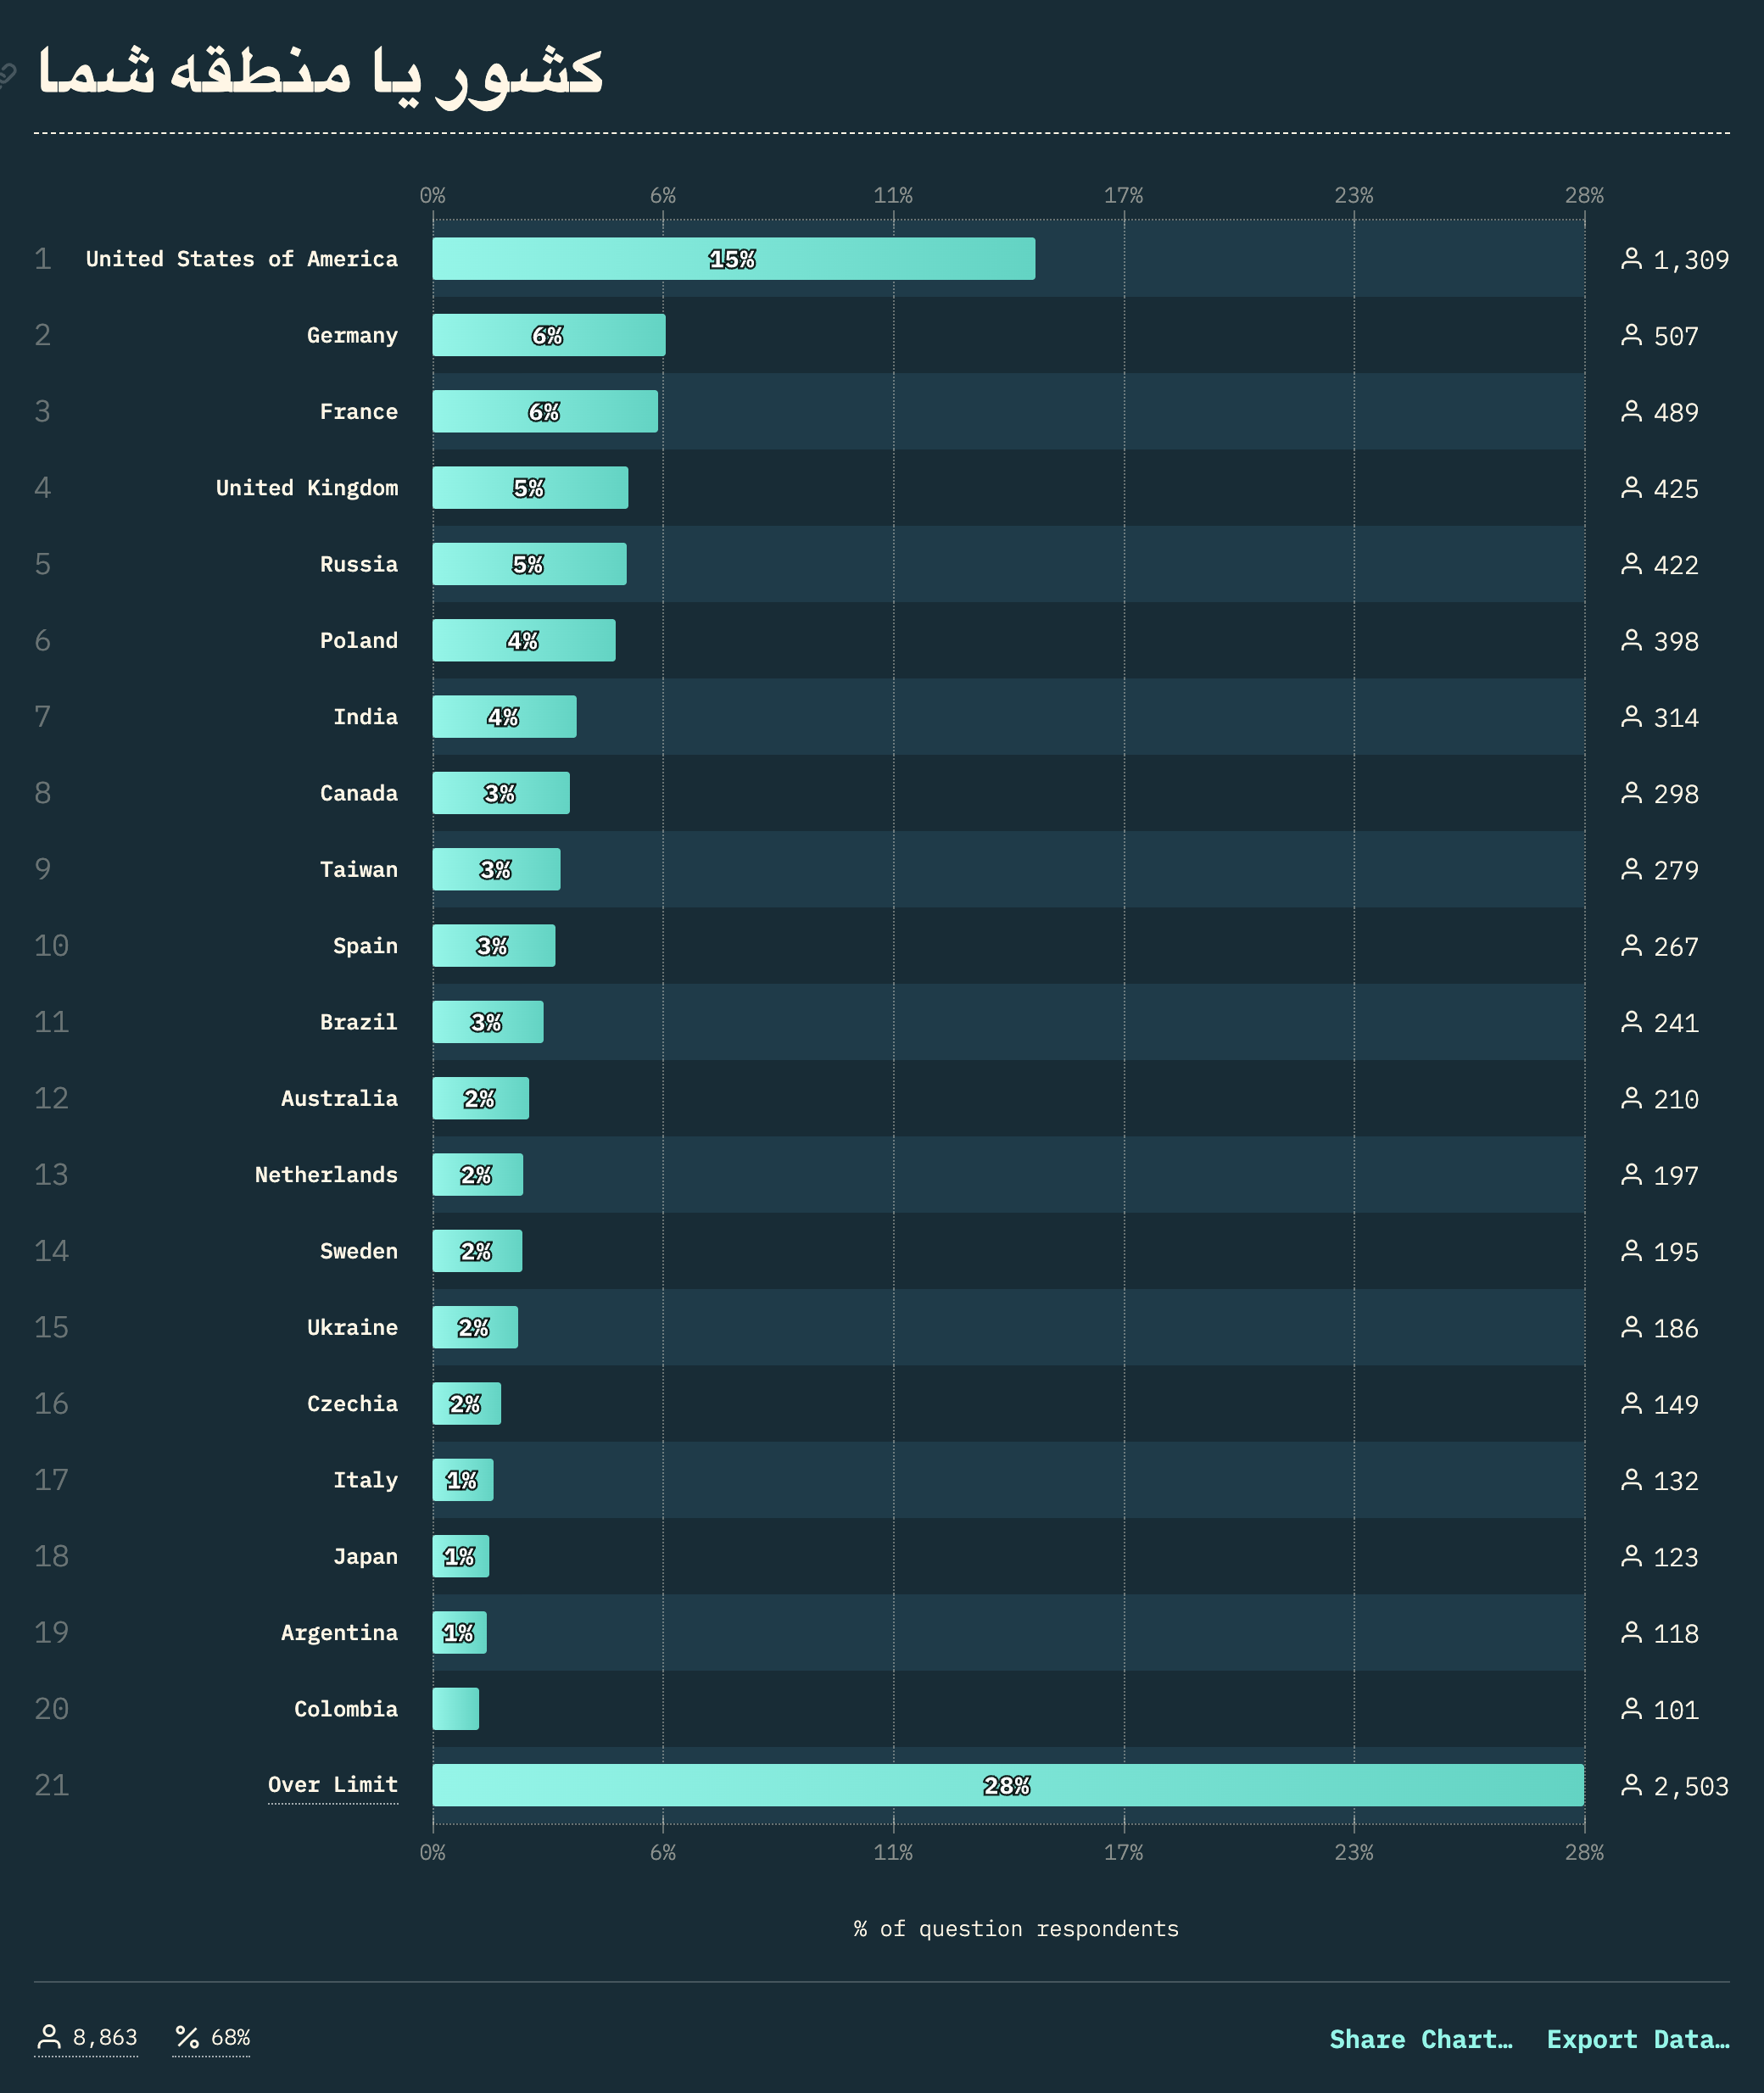 کشور یا منطقه شما
0% 6% 11% 17% 23% 28%
1 United States of America 15% 1,309
2 Germany 6% 507
3 France 6% 489
4 United Kingdom 5% 425
5 Russia 5% 422
6 Poland 4% 398
7 India 4% 314
8 Canada 3% 298
9 Taiwan 3% 279
10 Spain 3% 267
11 Brazil 3% 241
12 Australia 2% 210
13 Netherlands 2% 197
14 Sweden 2% 195
15 Ukraine 2% 186
16 Czechia 2% 149
17 Italy 1% 132
18 Japan 1% 123
19 Argentina 1% 118
20 Colombia 101
21 Over Limit 28% 2,503
0% 6% 11% 17% 23% 28%
% of question respondents
8,863 68% Share Chart… Export Data…